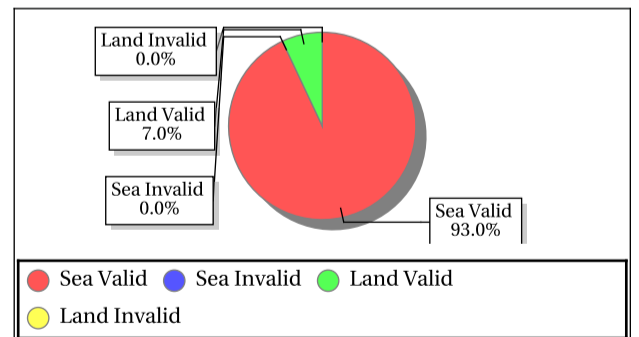 Land Invalid
0.0%
Land Valid
7.0%
Sea Invalid
0.0%
Sea Valid
93.0%
Sea Valid Sea Invalid Land Valid
Land Invalid